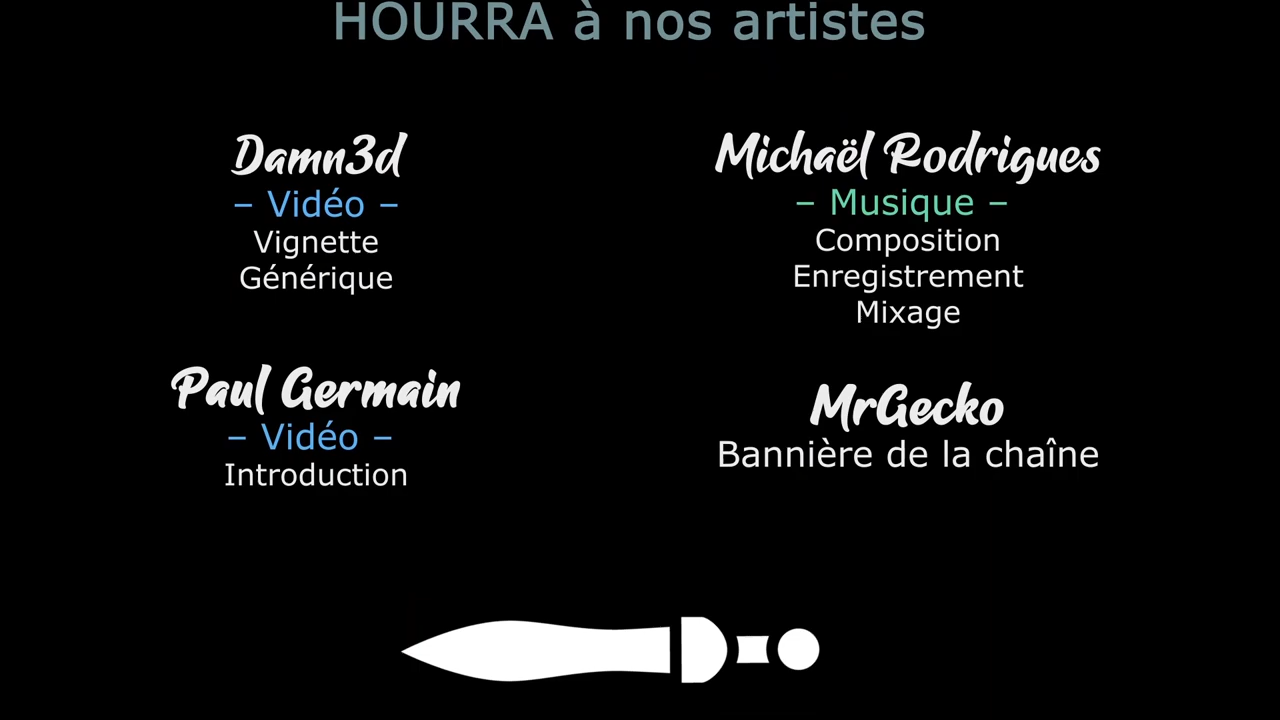 HOURRA à nos artistes
Damn3d
– Vidéo –
Vignette
Générique
Michaël Rodrigues
– Musique –
Composition
Enregistrement
Mixage
Paul Germain
– Vidéo –
Introduction
MrGecko
Bannière de la chaîne